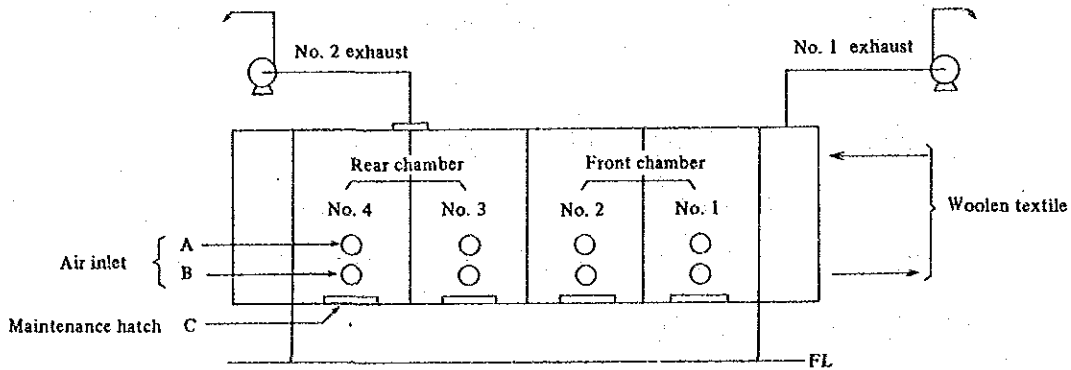 No. 2 exhaust
No. 1 exhaust
Rear chamber
Front chamber
No. 4
No. 3
No. 2
No. 1
Woolen textile
Air inlet
A
B
Maintenance hatch C
FL